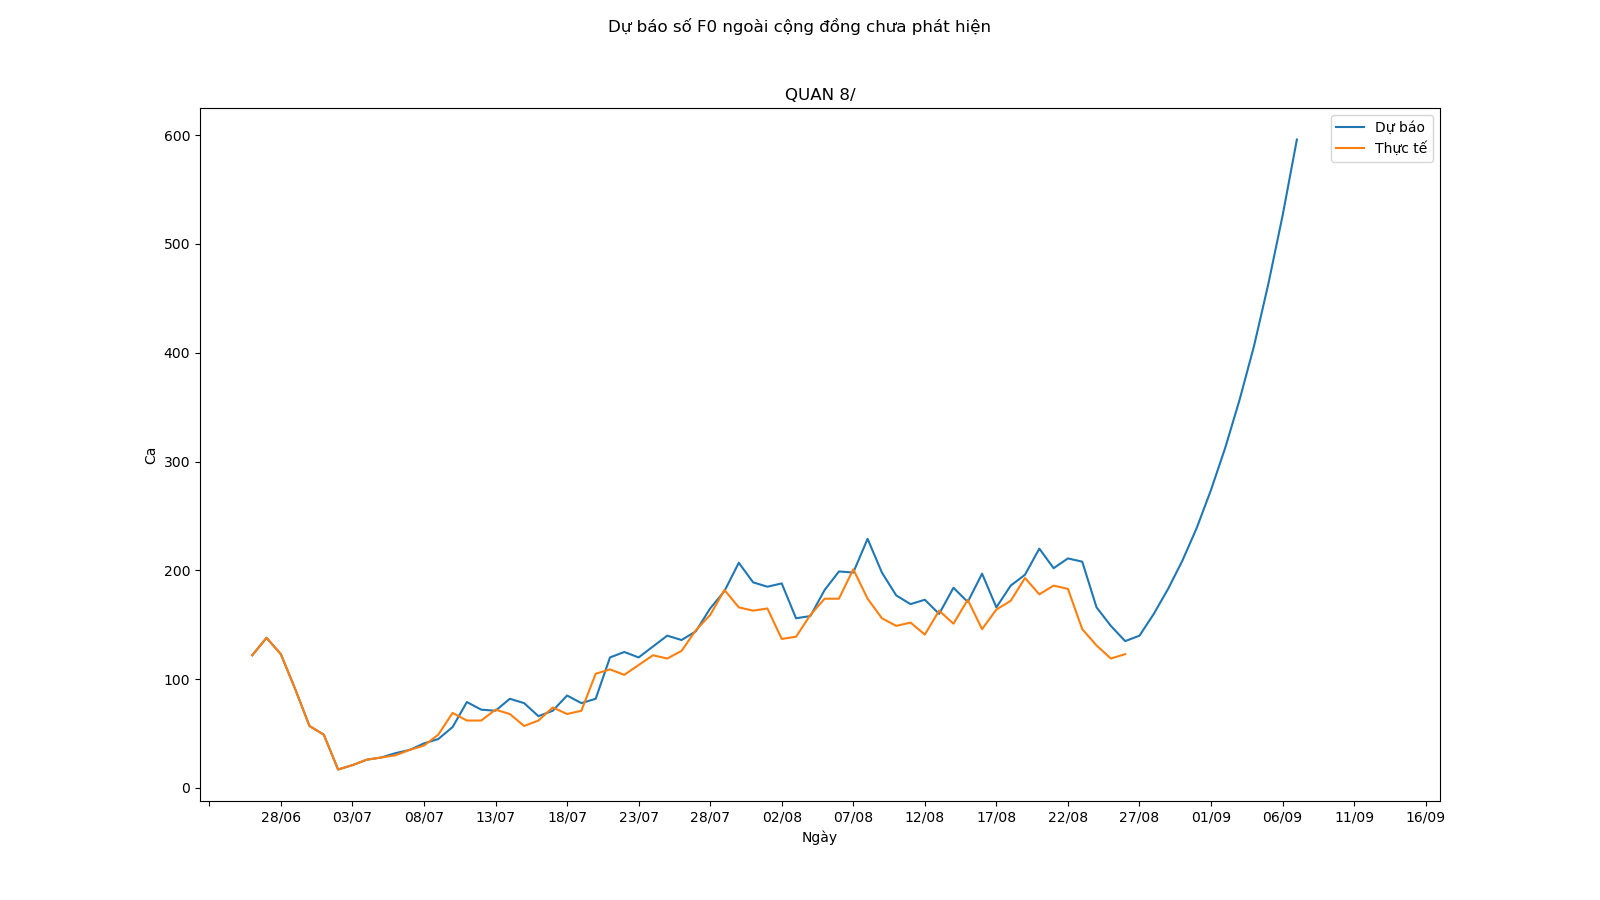 Dự báo số F0 ngoài cộng đồng chưa phát hiện
QUAN 8/
Dự báo
Thực tế
600
500
400
300
200
100
0
Ca
28/06 03/07 08/07 13/07 18/07 23/07 28/07 02/08 07/08 12/08 17/08 22/08 27/08 01/09 06/09 11/09 16/09
Ngày